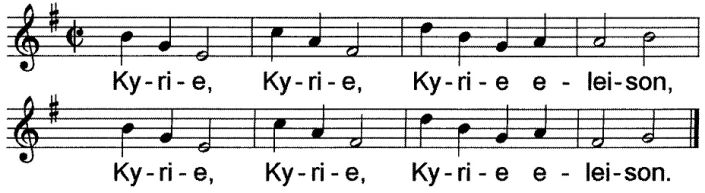 Ky - ri - e, Ky - ri - e, Ky - ri - e e - lei - son,
Ky - ri - e, Ky - ri - e, Ky - ri - e e - lei - son.